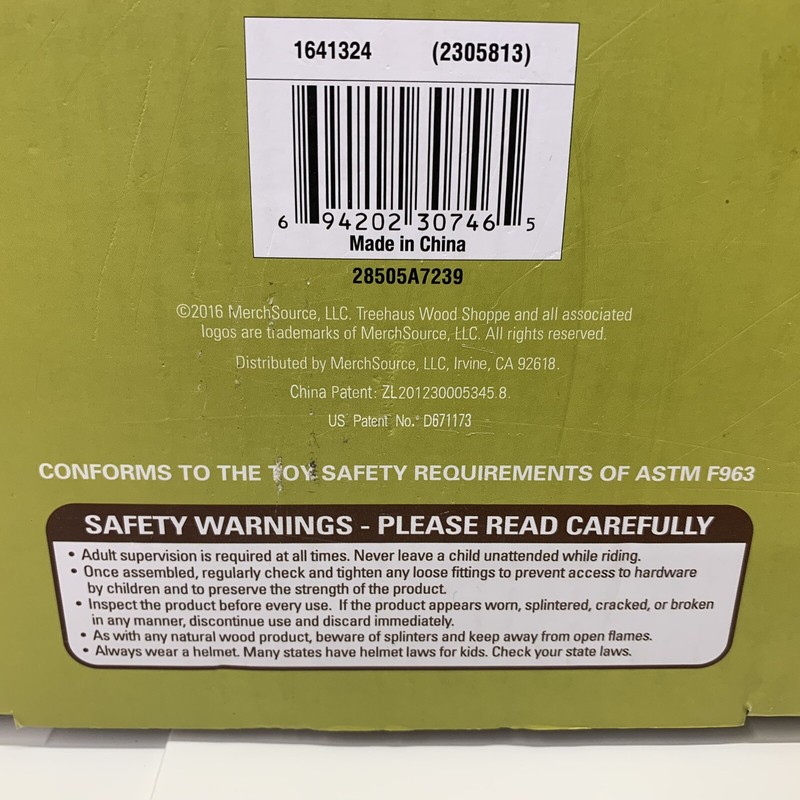 1641324 (2305813)
6 94202 30746 5
Made in China
28505A7239
©2016 MerchSource, LLC. Treehaus Wood Shoppe and all associated
logos are trademarks of MerchSource, LLC. All rights reserved.
Distributed by MerchSource, LLC, Irvine, CA 92618.
China Patent: ZL201230005345.8.
US Patent No.: D671173
CONFORMS TO THE TOY SAFETY REQUIREMENTS OF ASTM F963
SAFETY WARNINGS - PLEASE READ CAREFULLY
• Adult supervision is required at all times. Never leave a child unattended while riding.
• Once assembled, regularly check and tighten any loose fittings to prevent access to hardware
by children and to preserve the strength of the product.
• Inspect the product before every use. If the product appears worn, splintered, cracked, or broken
in any manner, discontinue use and discard immediately.
• As with any natural wood product, beware of splinters and keep away from open flames.
• Always wear a helmet. Many states have helmet laws for kids. Check your state laws.